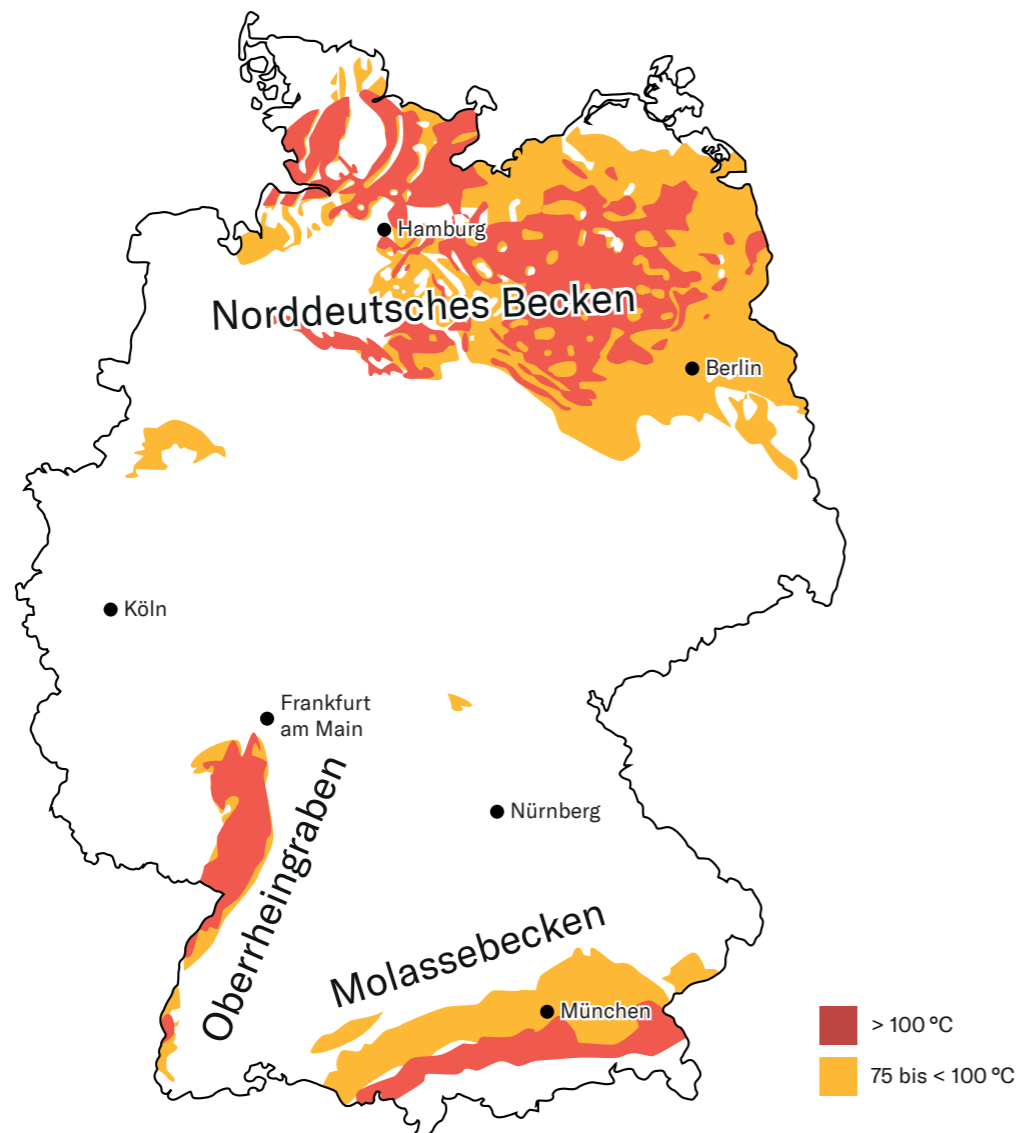 Hamburg
Norddeutsches Becken
Berlin
Köln
Frankfurt
am Main
Nürnberg
Oberrheingraben
Molassebecken
München
> 100 °C
75 bis < 100 °C